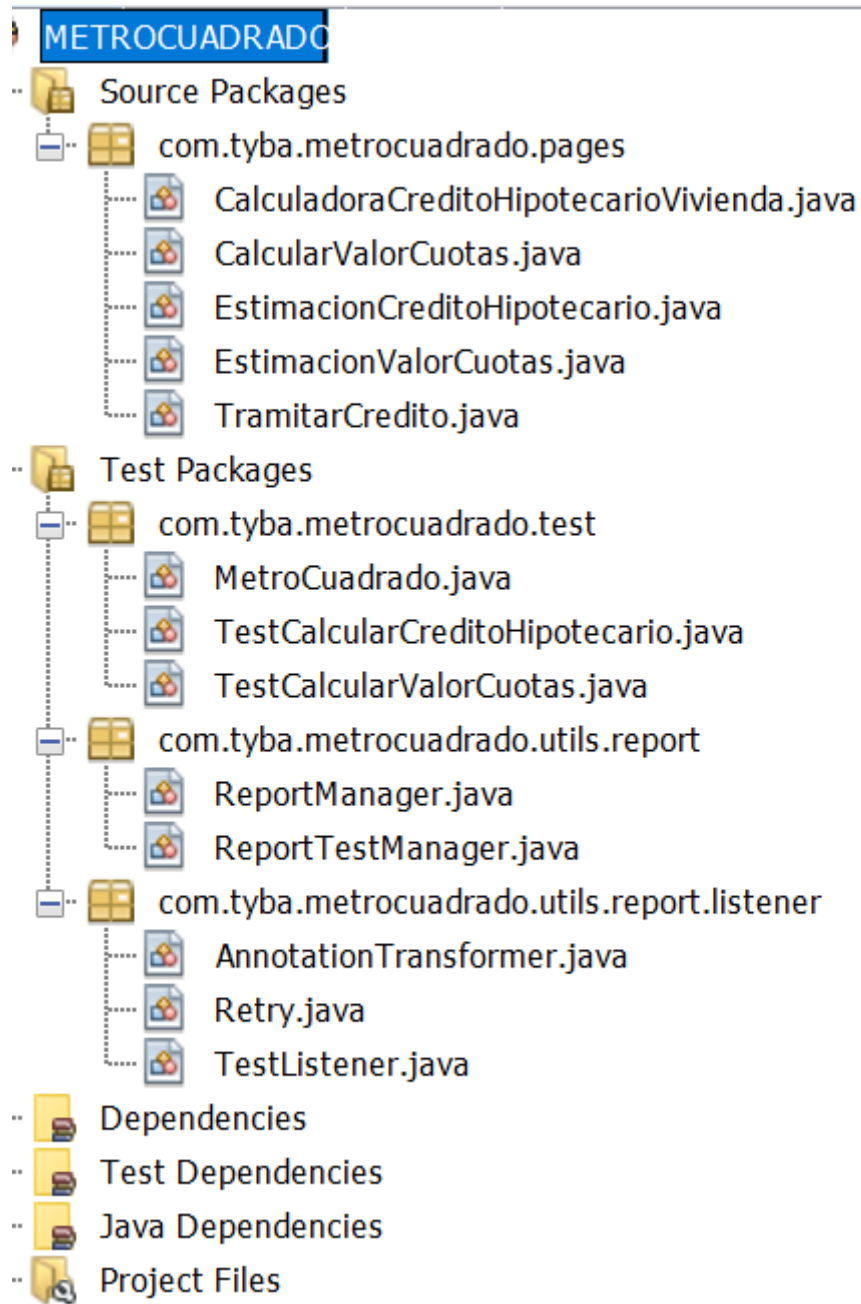 METROCUADRADO
Source Packages
com.tyba.metrocuadrado.pages
CalculadoraCreditoHipotecarioVivienda.java
CalcularValorCuotas.java
EstimacionCreditoHipotecario.java
EstimacionValorCuotas.java
TramitarCredito.java
Test Packages
com.tyba.metrocuadrado.test
MetroCuadrado.java
TestCalcularCreditoHipotecario.java
TestCalcularValorCuotas.java
com.tyba.metrocuadrado.utils.report
ReportManager.java
ReportTestManager.java
com.tyba.metrocuadrado.utils.report.listener
AnnotationTransformer.java
Retry.java
TestListener.java
Dependencies
Test Dependencies
Java Dependencies
Project Files